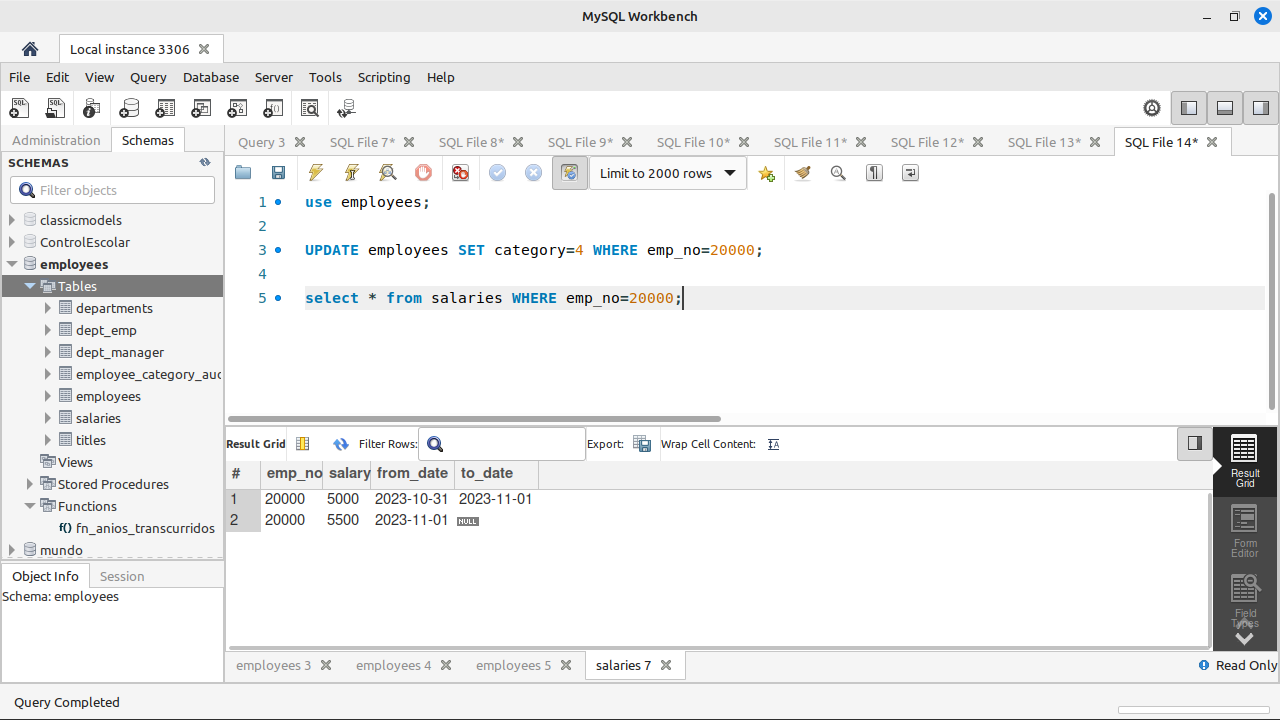 MySQL Workbench
Local instance 3306
File Edit View Query Database Server Tools Scripting Help
Administration Schemas
Query 3 SQL File 7* SQL File 8* SQL File 9* SQL File 10* SQL File 11* SQL File 12* SQL File 13* SQL File 14*
SCHEMAS
Filter objects
classicmodels
ControlEscolar
employees
Tables
departments
dept_emp
dept_manager
employee_category_auc
employees
salaries
titles
Views
Stored Procedures
Functions
f() fn_anios_transcurridos
mundo
Object Info Session
Schema: employees
Limit to 2000 rows
1 use employees;
2
3 UPDATE employees SET category=4 WHERE emp_no=20000;
4
5 select * from salaries WHERE emp_no=20000;
Result Grid Filter Rows: Export: Wrap Cell Content:
# emp_no salary from_date to_date
1 20000 5000 2023-10-31 2023-11-01
2 20000 5500 2023-11-01 NULL
Result
Grid
Form
Editor
Field
Types
employees 3 employees 4 employees 5 salaries 7
Read Only
Query Completed